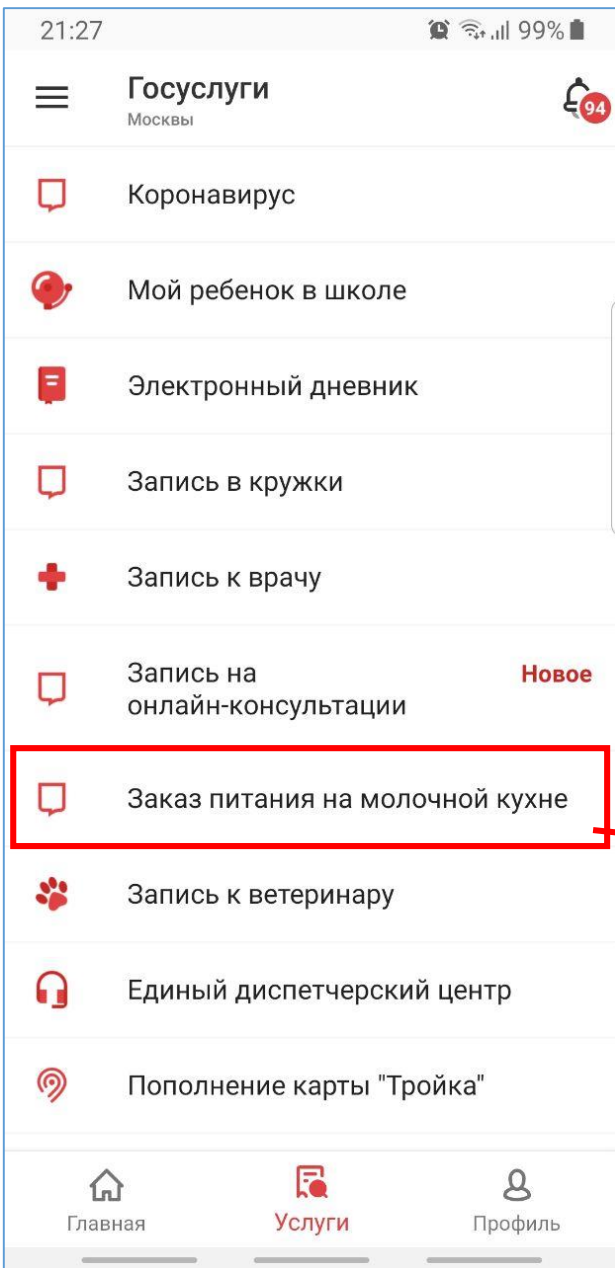 21:27 99%
Госуслуги
Москвы
94
Коронавирус
Мой ребенок в школе
Электронный дневник
Запись в кружки
Запись к врачу
Запись на Новое
онлайн-консультации
Заказ питания на молочной кухне
Запись к ветеринару
Единый диспетчерский центр
Пополнение карты "Тройка"
Главная Услуги Профиль